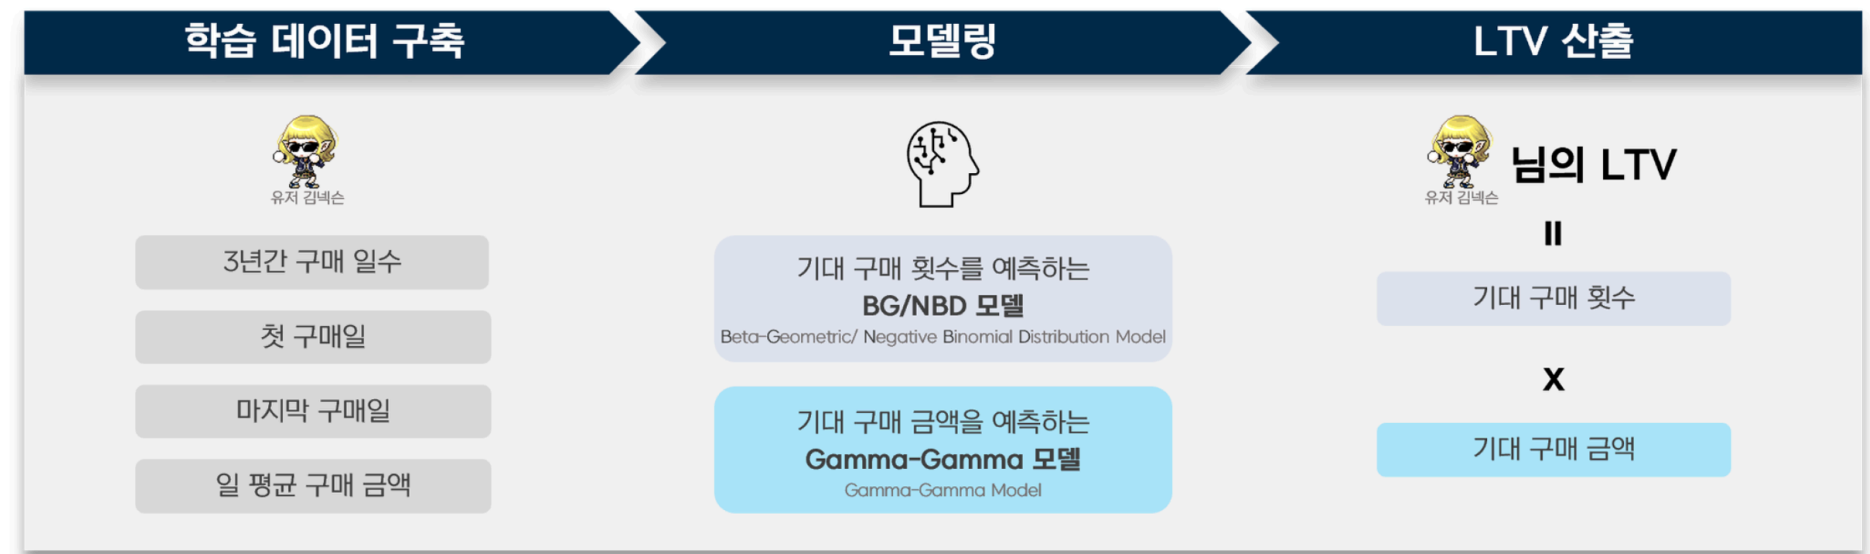 학습 데이터 구축
유저 김넥슨
3년간 구매 일수
첫 구매일
마지막 구매일
일 평균 구매 금액
모델링
기대 구매 횟수를 예측하는
BG/NBD 모델
Beta-Geometric/ Negative Binomial Distribution Model
기대 구매 금액을 예측하는
Gamma-Gamma 모델
Gamma-Gamma Model
LTV 산출
님의 LTV
유저 김넥슨
=
기대 구매 횟수
X
기대 구매 금액